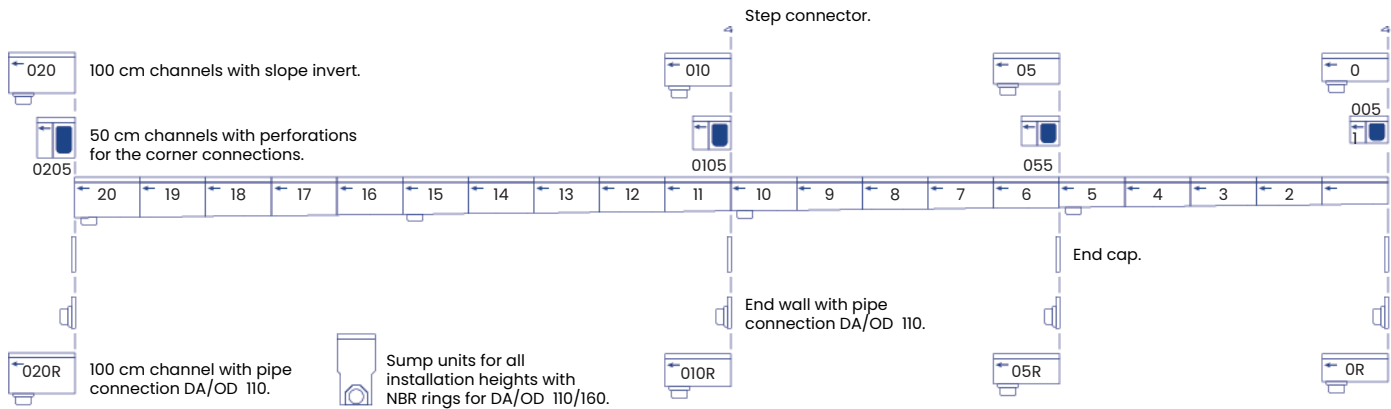 Step connector.
020
100 cm channels with slope invert.
010
05
0
005
50 cm channels with perforations
for the corner connections.
1
0205
0105
055
20 19 18 17 16 15 14 13 12 11 10 9 8 7 6 5 4 3 2
End cap.
End wall with pipe
connection DA/OD 110.
020R
100 cm channel with pipe
connection DA/OD 110.
Sump units for all
installation heights with
NBR rings for DA/OD 110/160.
010R
05R
0R